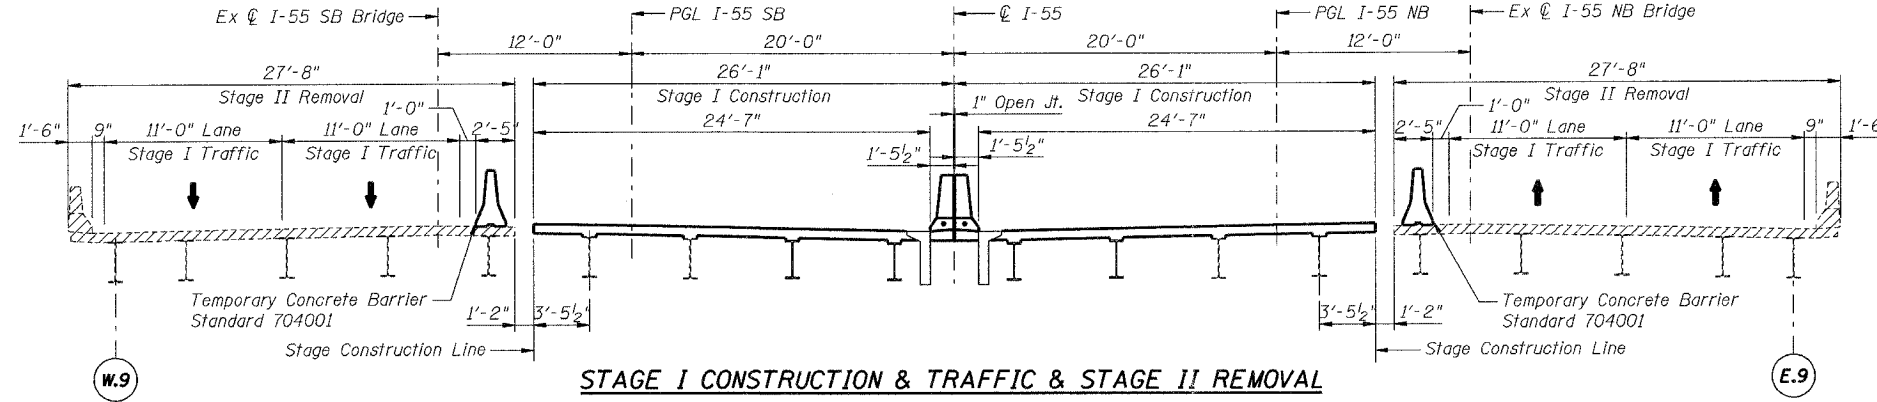 Ex ℄ I-55 SB Bridge
PGL I-55 SB
℄ I-55
PGL I-55 NB
Ex ℄ I-55 NB Bridge
12'-0"
20'-0"
20'-0"
12'-0"
27'-8"
26'-1"
26'-1"
27'-8"
Stage II Removal
Stage I Construction
Stage I Construction
Stage II Removal
1'-0"
1" Open Jt.
1'-0"
1'-6"
9"
11'-0" Lane
11'-0" Lane
2'-5"
24'-7"
24'-7"
2'-5"
11'-0" Lane
11'-0" Lane
9"
1'-6
Stage I Traffic
Stage I Traffic
1'-5½"
1'-5½"
Stage I Traffic
Stage I Traffic
Temporary Concrete Barrier
Standard 704001
1'-2"
3'-5½"
3'-5½"
1'-2"
Temporary Concrete Barrier
Standard 704001
Stage Construction Line
Stage Construction Line
W.9
STAGE I CONSTRUCTION & TRAFFIC & STAGE II REMOVAL
E.9